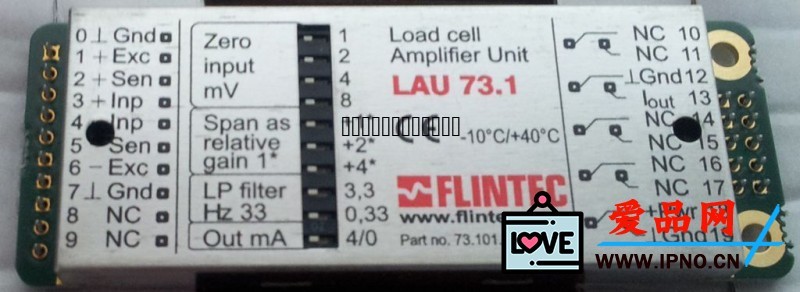 0 ⊥ Gnd
1 + Exc
2 + Sen
3 + Inp
4 Inp
5 Sen
6 − Exc
7 ⊥ Gnd
8 NC
9 NC
Zero
input
mV
Span as
relative
gain 1*
LP filter
Hz 33
Out mA
1
2
4
8
+2*
+4*
3,3
0,33
4/0
Load cell
Amplifier Unit
LAU 73.1
CE -10°C/+40°C
FLINTEC
www.flintec
Part no. 73.101.
NC 10
NC 11
⊥Gnd 12
Iout 13
NC 14
NC 15
NC 16
NC 17
⊥Gnd 19
LOVE
爱品网
WWW.IPNO.CN